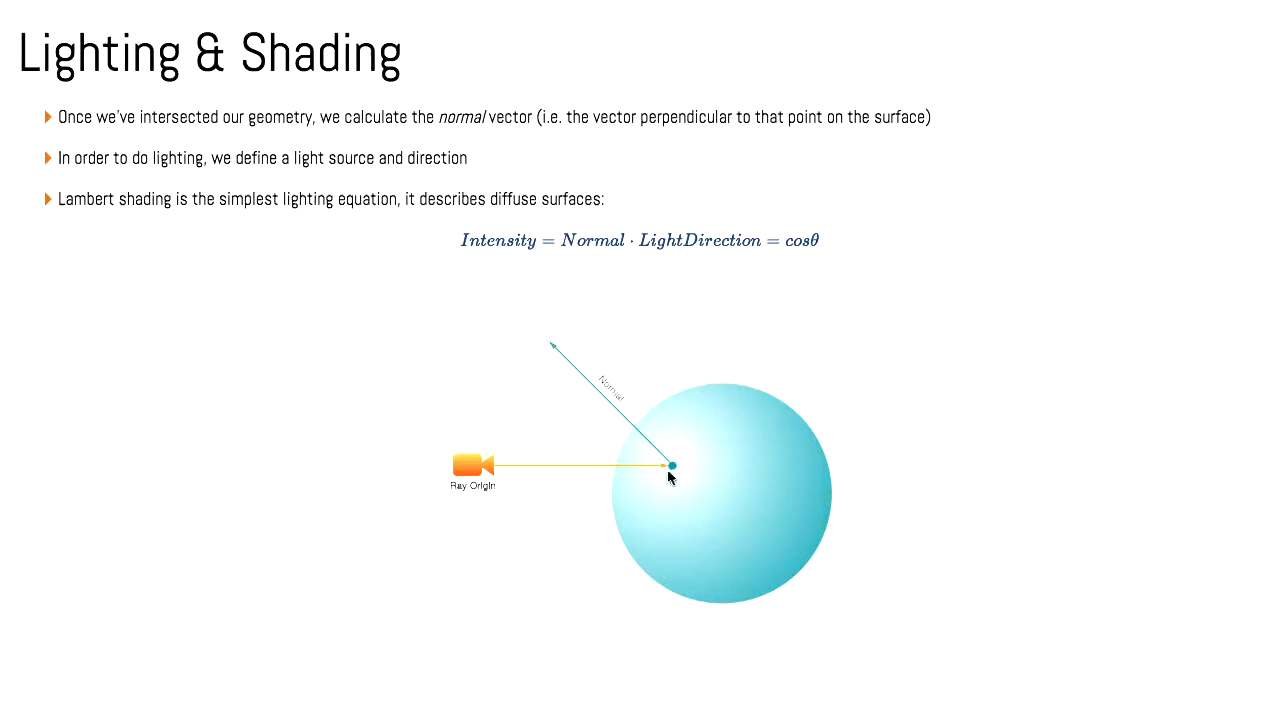 Lighting & Shading
Once we've intersected our geometry, we calculate the normal vector (i.e. the vector perpendicular to that point on the surface)
In order to do lighting, we define a light source and direction
Lambert shading is the simplest lighting equation, it describes diffuse surfaces:
Intensity = Normal · LightDirection = cosθ
Normal
Ray Origin